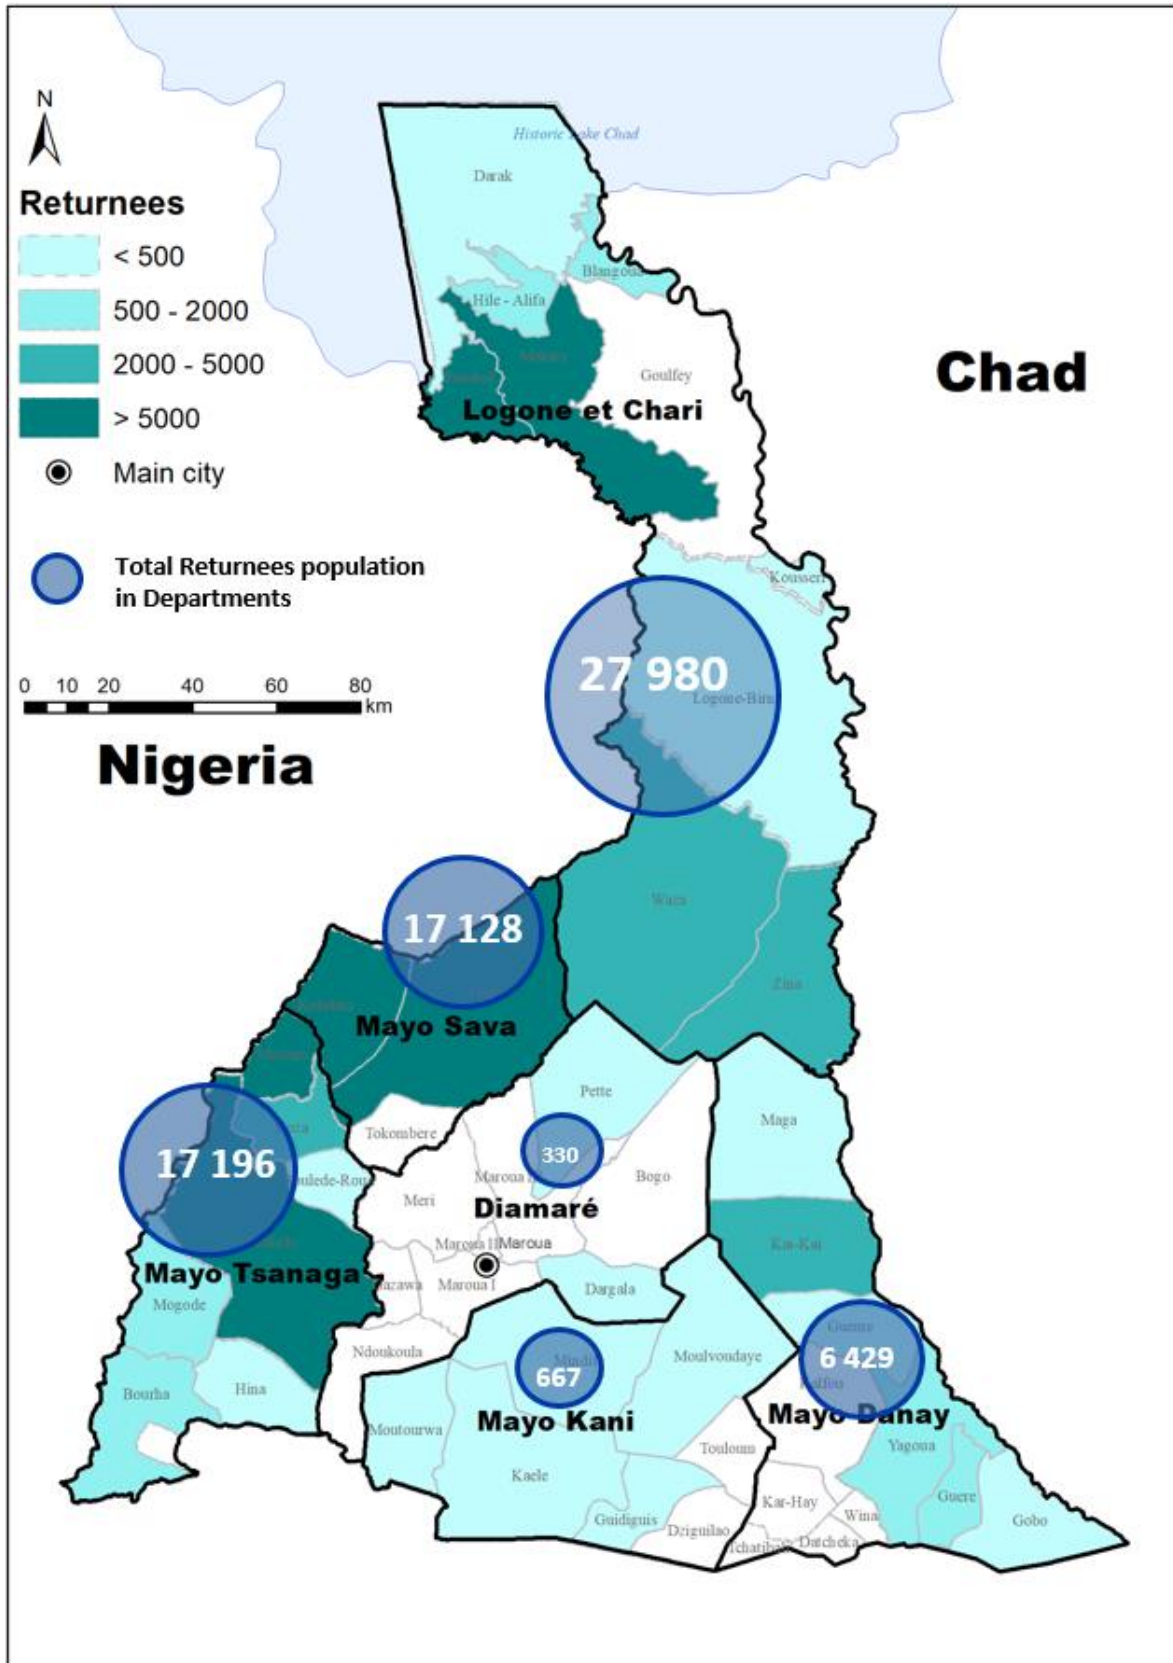 N
Historic Lake Chad
Darak
Returnees
< 500
500 - 2000
2000 - 5000
> 5000
Main city
Total Returnees population
in Departments
Blangoua
Hile - Alifa
Goulfey
Chad
Logone et Chari
Kousseri
27 980
Logone-Birni
0 10 20 40 80
km
Nigeria
Waza
17 128
Zina
Mayo Sava
Pette
Maga
Tokombere
330
17 196
Maroua
Bogo
Meri
Diamaré
Maroua
Kai-Kai
Mayo Tsanaga
Maroua I
Dargala
Mogode
Ndoukoula
Moulvoudaye
6 429
667
Bourha
Hina
Mayo Kani
Mayo Danay
Moutourwa
Touloum
Yagoua
Kaele
Kar-Hay
Guere
Wina
Guidiguis
Dziguilao
Gobo
Datcheka